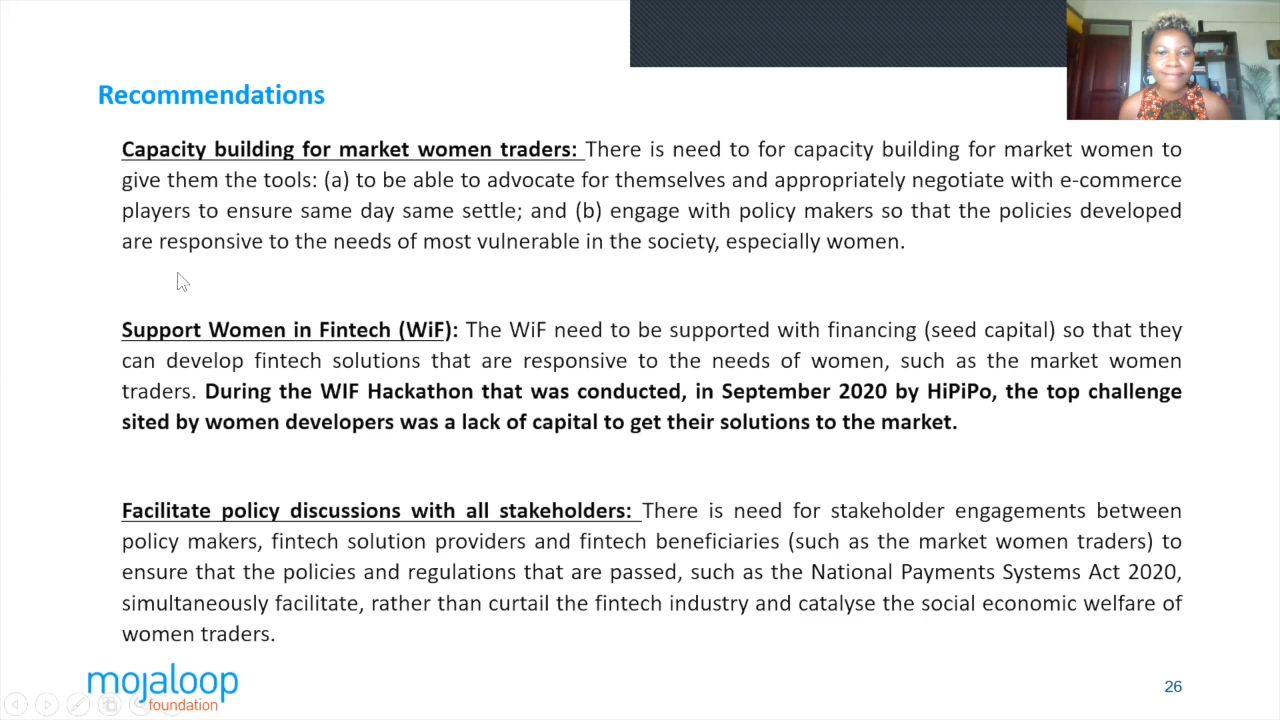 Recommendations
Capacity building for market women traders: There is need to for capacity building for market women to
give them the tools: (a) to be able to advocate for themselves and appropriately negotiate with e-commerce
players to ensure same day same settle; and (b) engage with policy makers so that the policies developed
are responsive to the needs of most vulnerable in the society, especially women.
Support Women in Fintech (WiF): The WiF need to be supported with financing (seed capital) so that they
can develop fintech solutions that are responsive to the needs of women, such as the market women
traders. During the WIF Hackathon that was conducted, in September 2020 by HiPiPo, the top challenge
sited by women developers was a lack of capital to get their solutions to the market.
Facilitate policy discussions with all stakeholders: There is need for stakeholder engagements between
policy makers, fintech solution providers and fintech beneficiaries (such as the market women traders) to
ensure that the policies and regulations that are passed, such as the National Payments Systems Act 2020,
simultaneously facilitate, rather than curtail the fintech industry and catalyse the social economic welfare of
women traders.
mojaloop
foundation
26